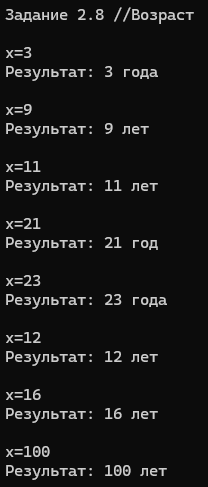 Задание 2.8 //Возраст
x=3
Результат: 3 года
x=9
Результат: 9 лет
x=11
Результат: 11 лет
x=21
Результат: 21 год
x=23
Результат: 23 года
x=12
Результат: 12 лет
x=16
Результат: 16 лет
x=100
Результат: 100 лет